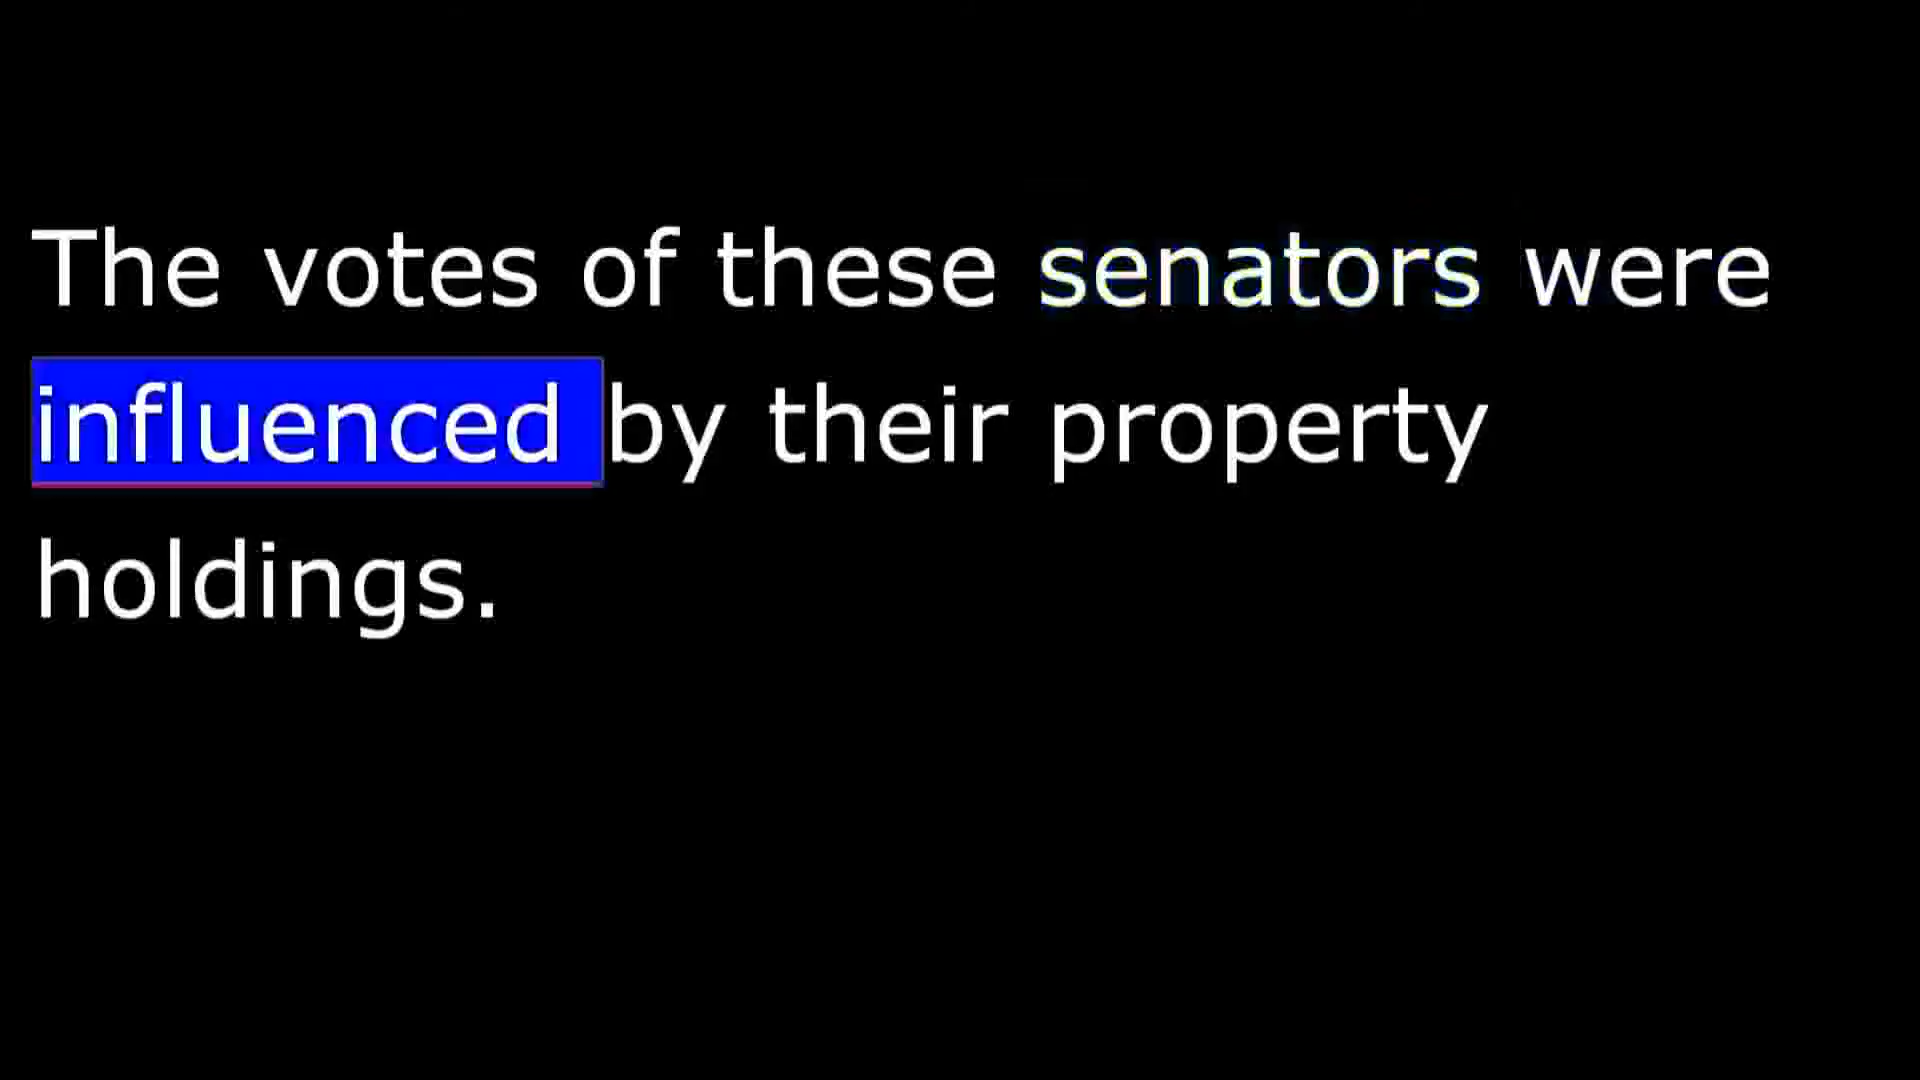 The votes of these senators were
influenced by their property
holdings.